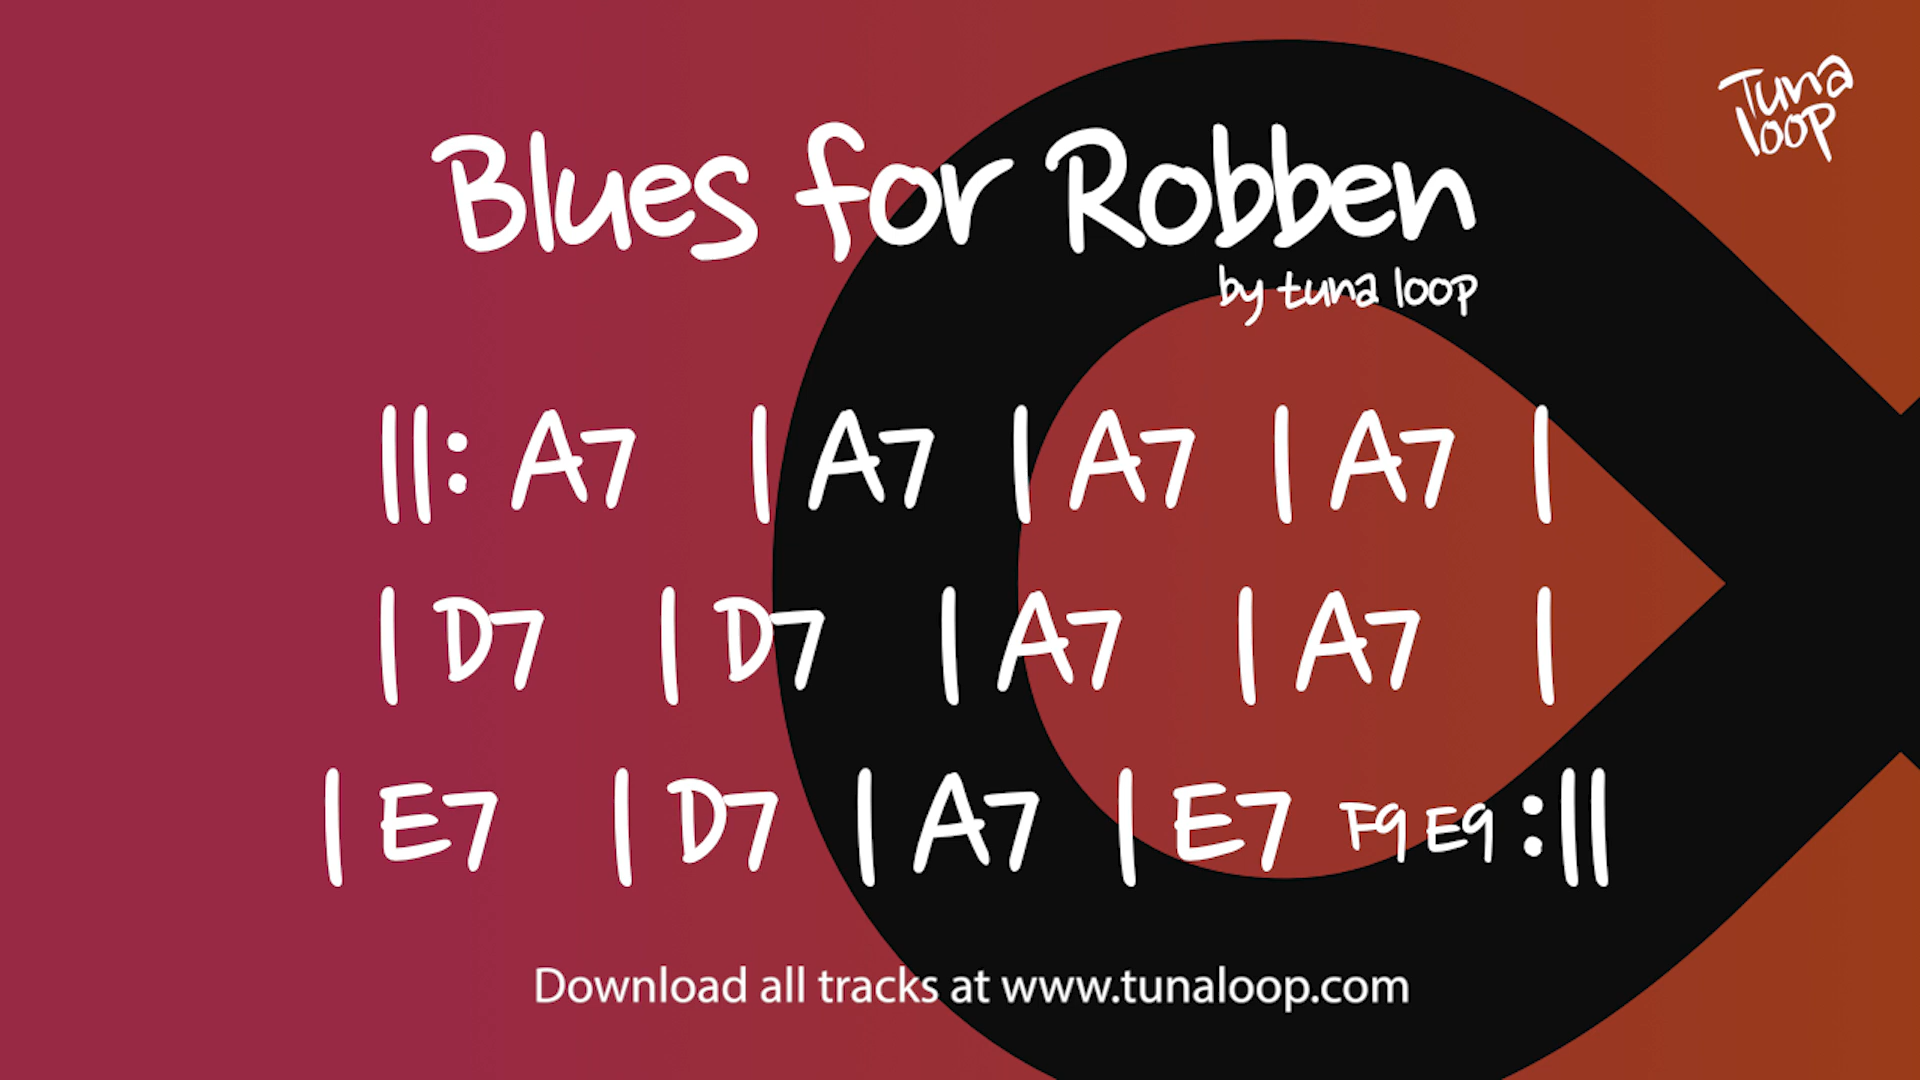 Tuna
loop
Blues for Robben
by tuna loop
||: A7 | A7 | A7 | A7 |
| D7 | D7 | A7 | A7 |
| E7 | D7 | A7 | E7 F9 E9 :||
Download all tracks at www.tunaloop.com